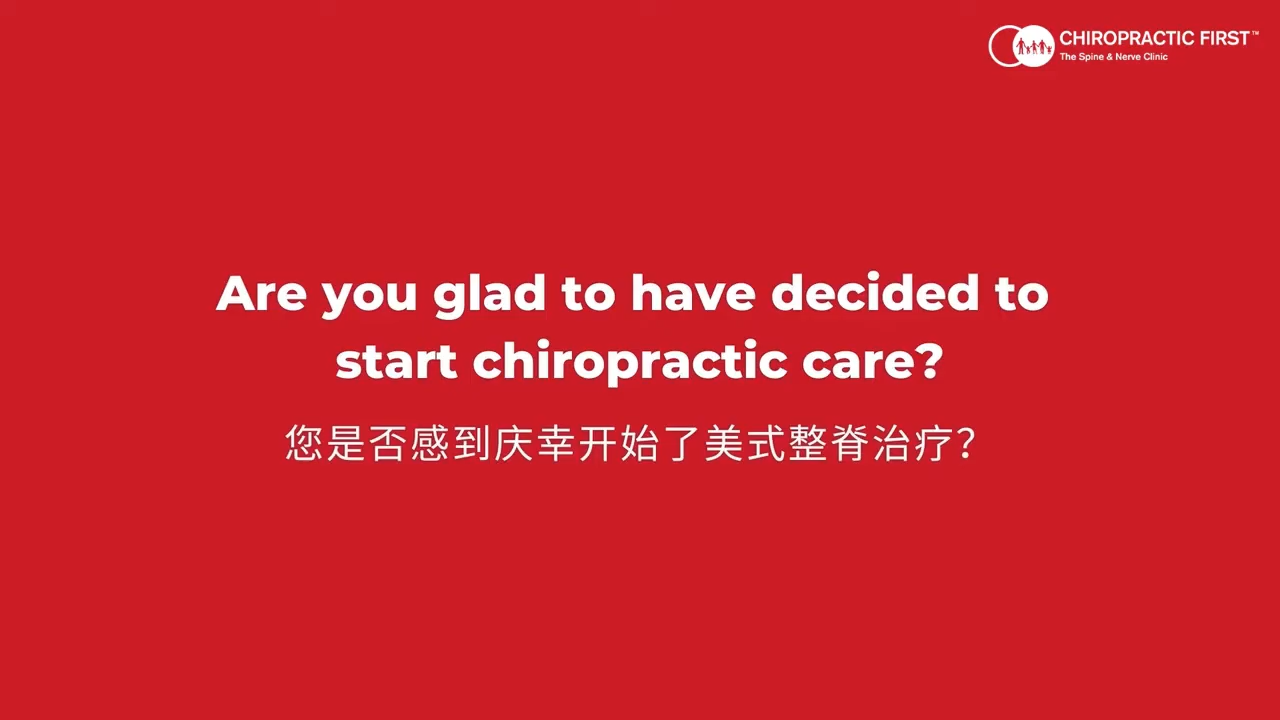 CHIROPRACTIC FIRST™
The Spine & Nerve Clinic
Are you glad to have decided to
start chiropractic care?
您是否感到庆幸开始了美式整脊治疗？